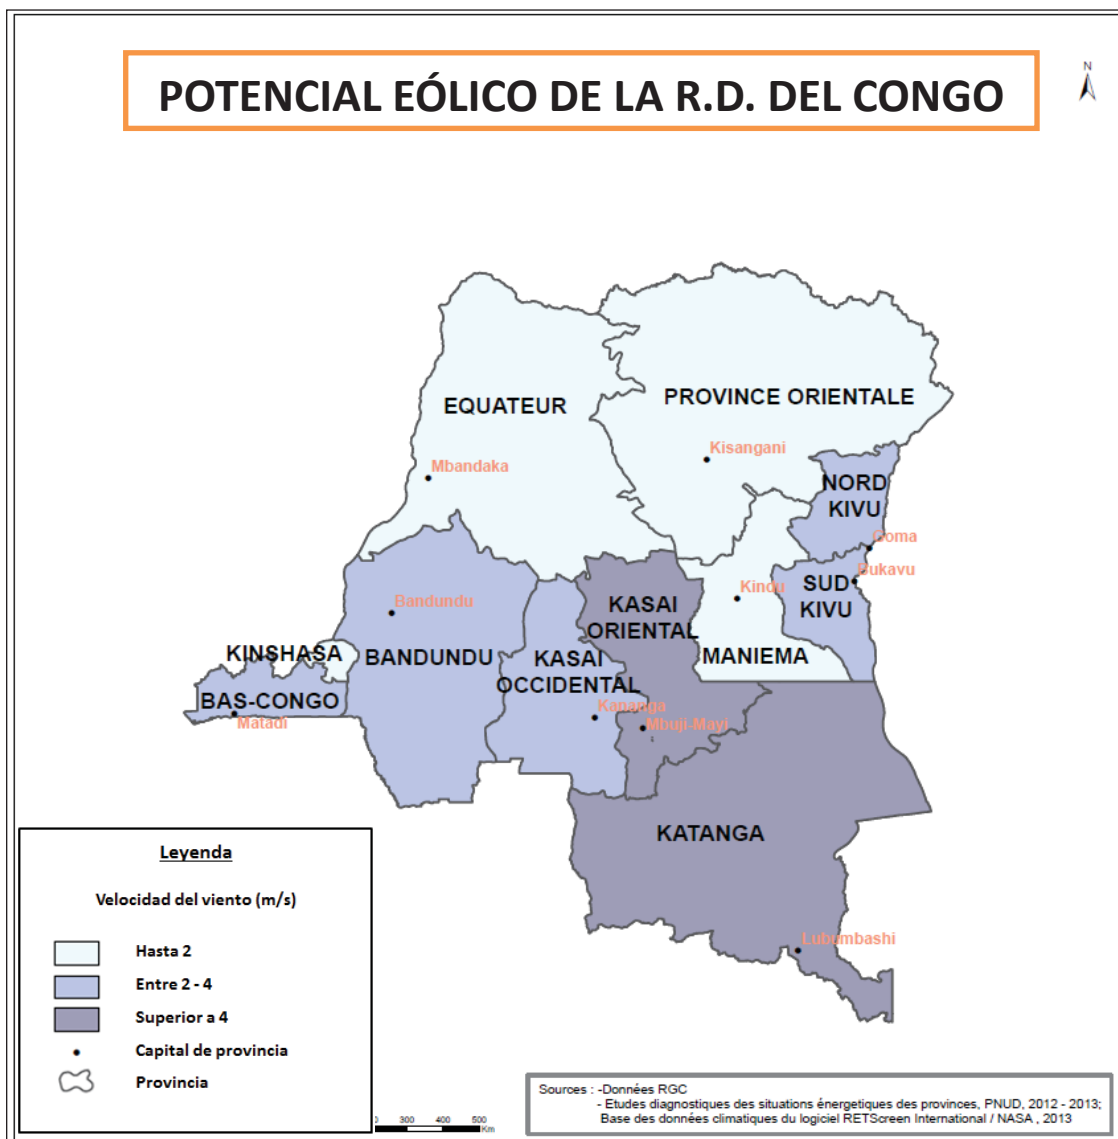 POTENCIAL EÓLICO DE LA R.D. DEL CONGO
N
EQUATEUR
PROVINCE ORIENTALE
Kisangani
Mbandaka
NORD
KIVU
Goma
Bukavu
SUD
KIVU
Kindu
Bandundu
KASAI
ORIENTAL
KINSHASA
BANDUNDU
KASAI
OCCIDENTAL
MANIEMA
BAS-CONGO
Matadi
Kananga
Mbuji-Mayi
KATANGA
Lubumbashi
Leyenda
Velocidad del viento (m/s)
Hasta 2
Entre 2 - 4
Superior a 4
Capital de provincia
Provincia
300 400 500
Km
Sources : -Données RGC
- Etudes diagnostiques des situations énergetiques des provinces, PNUD, 2012 - 2013;
Base des données climatiques du logiciel RETScreen International / NASA , 2013